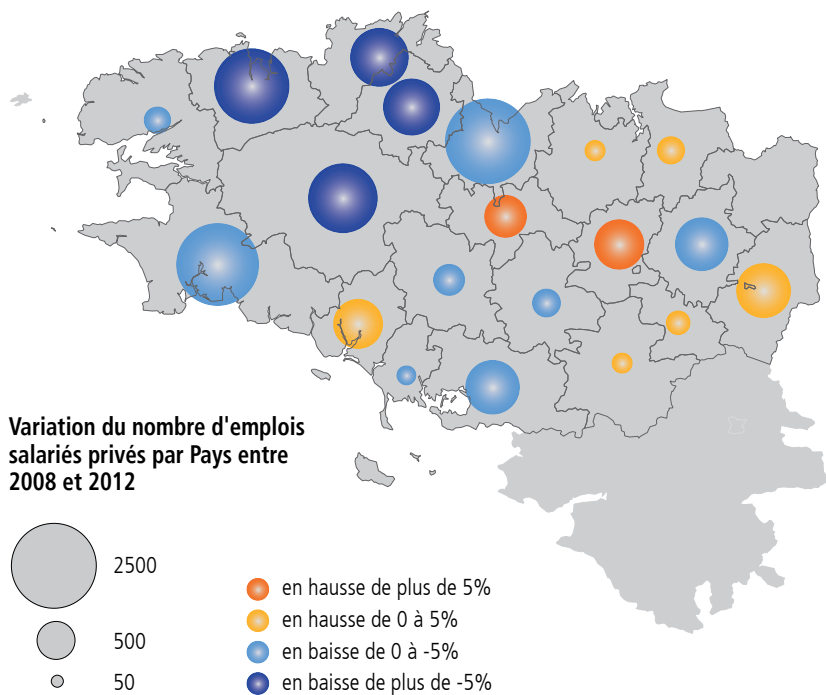 Variation du nombre d'emplois
salariés privés par Pays entre
2008 et 2012
2500
500
50
en hausse de plus de 5%
en hausse de 0 à 5%
en baisse de 0 à -5%
en baisse de plus de -5%